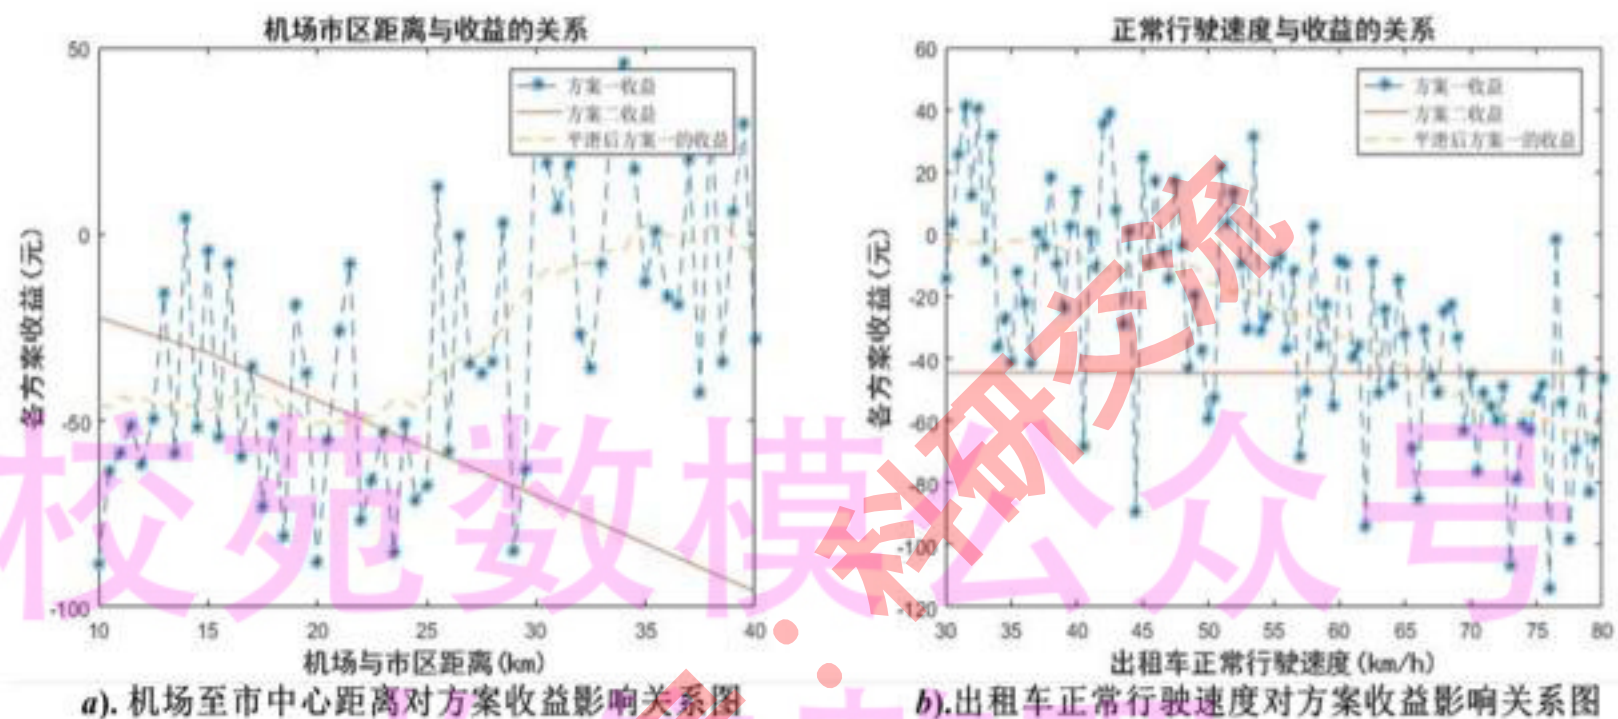 机场市区距离与收益的关系
50
0
-50
-100
10 15 20 25 30 35 40
各方案收益(元)
方案一收益
方案二收益
平滑后方案一的收益
机场与市区距离(km)
a). 机场至市中心距离对方案收益影响关系图
正常行驶速度与收益的关系
60
40
20
0
-20
-40
-60
-80
-100
-120
30 35 40 45 50 55 60 65 70 75 80
各方案收益(元)
方案一收益
方案二收益
平滑后方案一的收益
出租车正常行驶速度(km/h)
b).出租车正常行驶速度对方案收益影响关系图
校苑数模公众号
科研交流